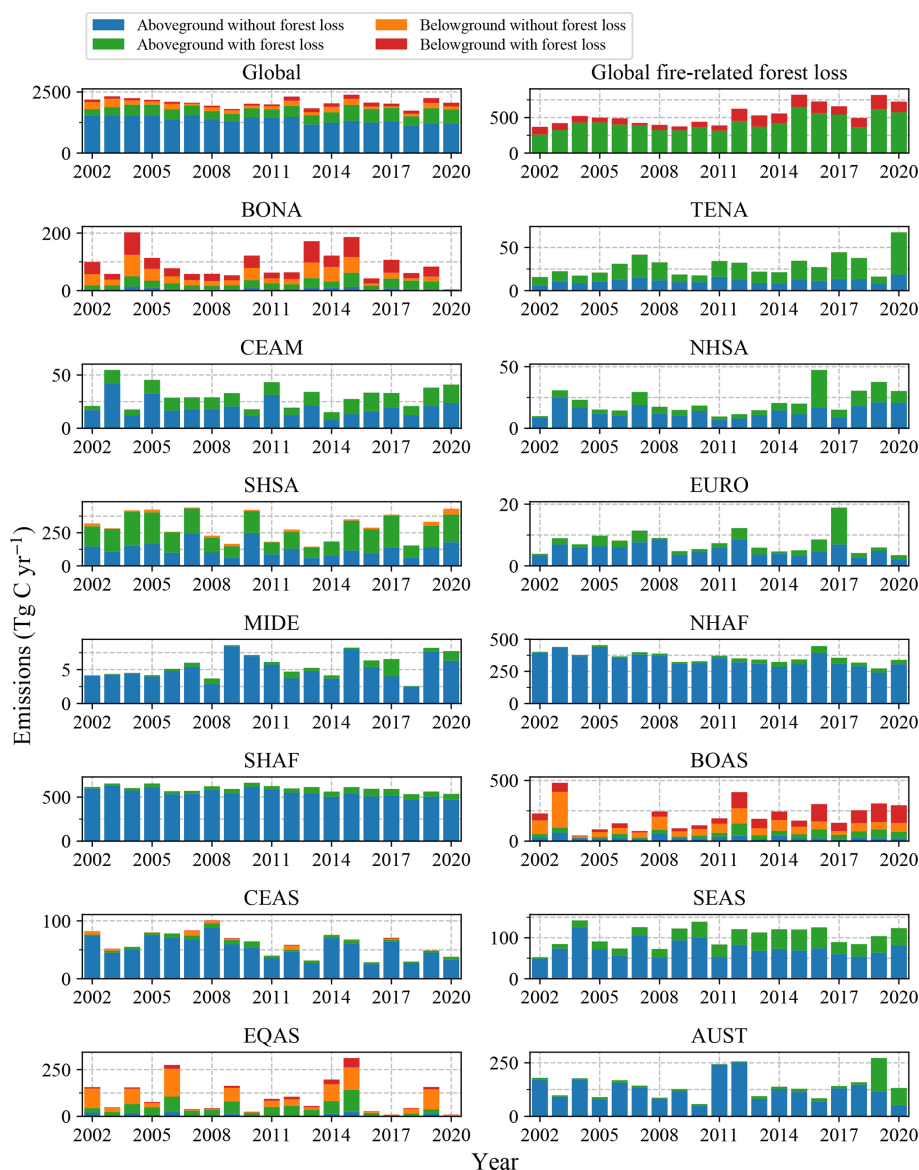 Aboveground without forest loss Belowground without forest loss
Aboveground with forest loss Belowground with forest loss
Global Global fire-related forest loss
2500
0
2002 2005 2008 2011 2014 2017 2020
500
0
2002 2005 2008 2011 2014 2017 2020
BONA TENA
200
0
2002 2005 2008 2011 2014 2017 2020
50
0
2002 2005 2008 2011 2014 2017 2020
CEAM NHSA
50
0
2002 2005 2008 2011 2014 2017 2020
50
0
2002 2005 2008 2011 2014 2017 2020
SHSA EURO
250
0
2002 2005 2008 2011 2014 2017 2020
20
0
2002 2005 2008 2011 2014 2017 2020
Emissions (Tg C yr⁻¹)
MIDE NHAF
5
0
2002 2005 2008 2011 2014 2017 2020
500
250
0
2002 2005 2008 2011 2014 2017 2020
SHAF BOAS
500
0
2002 2005 2008 2011 2014 2017 2020
500
0
2002 2005 2008 2011 2014 2017 2020
CEAS SEAS
100
0
2002 2005 2008 2011 2014 2017 2020
100
0
2002 2005 2008 2011 2014 2017 2020
EQAS AUST
250
0
2002 2005 2008 2011 2014 2017 2020
250
0
2002 2005 2008 2011 2014 2017 2020
Year